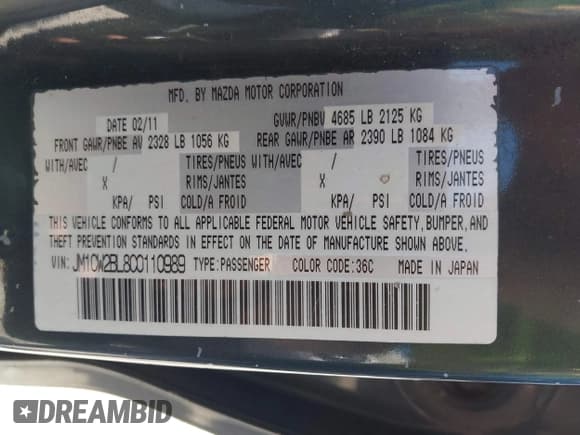 MFD. BY MAZDA MOTOR CORPORATION
DATE 02/11 GVWR/PNBV 4685 LB 2125 KG
FRONT GAWR/PNBE AV 2328 LB 1056 KG REAR GAWR/PNBE AR 2390 LB 1084 KG
WITH/AVEC / TIRES/PNEUS WITH/AVEC / TIRES/PNEUS
X RIMS/JANTES X RIMS/JANTES
KPA/ PSI COLD/A FROID KPA/ PSI COLD/A FROID
THIS VEHICLE CONFORMS TO ALL APPLICABLE FEDERAL MOTOR VEHICLE SAFETY,BUMPER,AND
THEFT PREVENTION STANDARDS IN EFFECT ON THE DATE OF MANUFACTURE SHOWN ABOVE.
VIN: JM1CW2BL8C0110989 TYPE:PASSENGER COLOR CODE:36C MADE IN JAPAN
DREAMBID